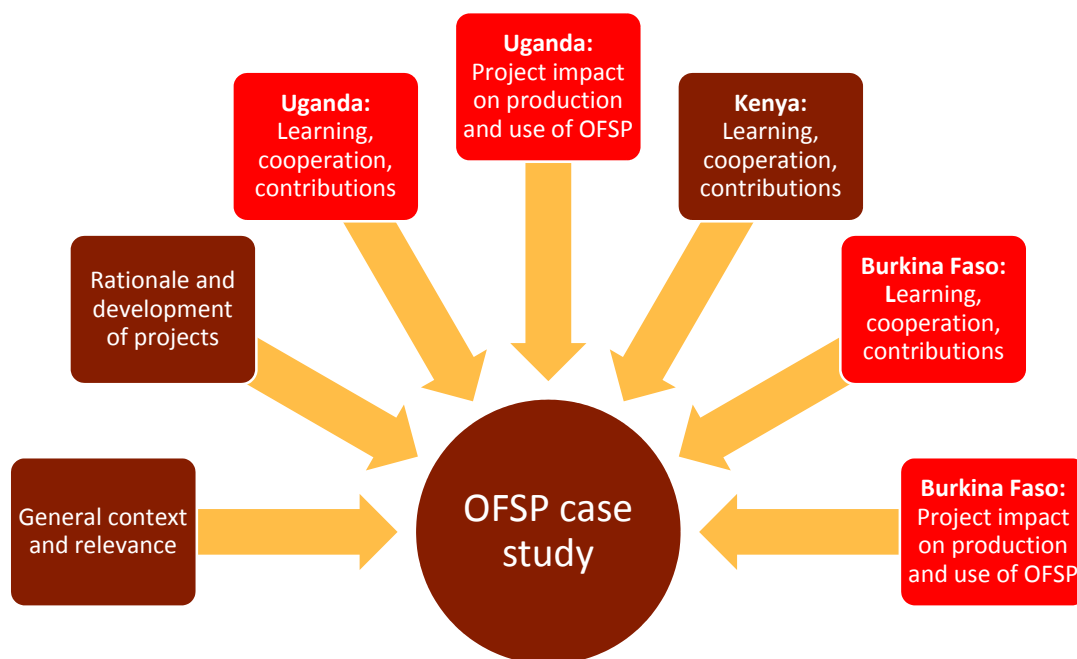 General context
and relevance
Rationale and
development
of projects
Uganda:
Learning,
cooperation,
contributions
Uganda:
Project impact
on production
and use of OFSP
Kenya:
Learning,
cooperation,
contributions
Burkina Faso:
Learning,
cooperation,
contributions
Burkina Faso:
Project impact
on production
and use of OFSP
OFSP case
study